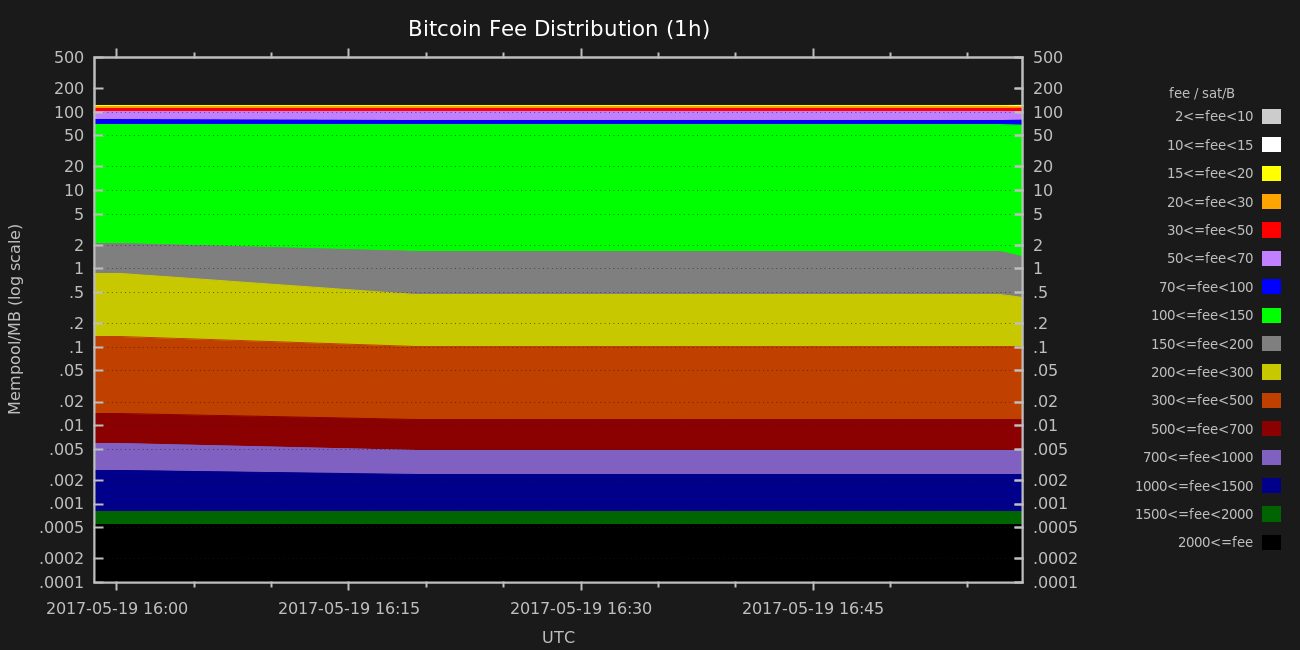 Bitcoin Fee Distribution (1h)
Mempool/MB (log scale)
500
200
100
50
20
10
5
2
1
.5
.2
.1
.05
.02
.01
.005
.002
.001
.0005
.0002
.0001
500
200
100
50
20
10
5
2
1
.5
.2
.1
.05
.02
.01
.005
.002
.001
.0005
.0002
.0001
fee / sat/B
2<=fee<10
10<=fee<15
15<=fee<20
20<=fee<30
30<=fee<50
50<=fee<70
70<=fee<100
100<=fee<150
150<=fee<200
200<=fee<300
300<=fee<500
500<=fee<700
700<=fee<1000
1000<=fee<1500
1500<=fee<2000
2000<=fee
2017-05-19 16:00 2017-05-19 16:15 2017-05-19 16:30 2017-05-19 16:45
UTC